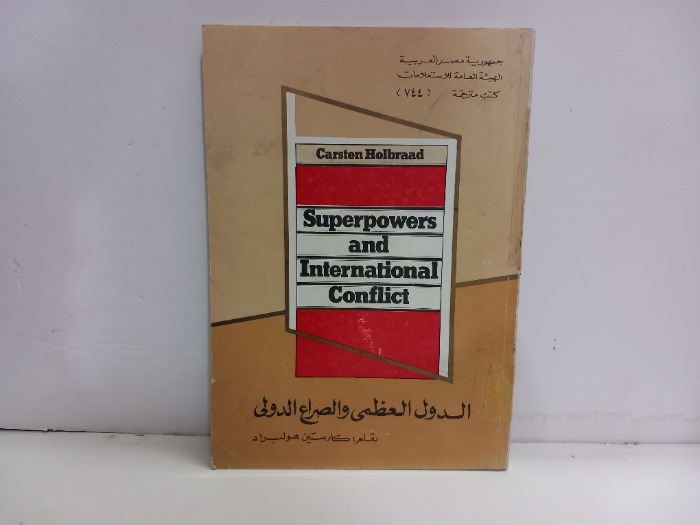 جمهورية مصر العربية
الهيئة العامة للاستعلامات
كتب مترجمة (٧٤٤)
Carsten Holbraad
Superpowers
and
International
Conflict
الدول العظمى والصراع الدولى
بقلم: كارستين هولبراد